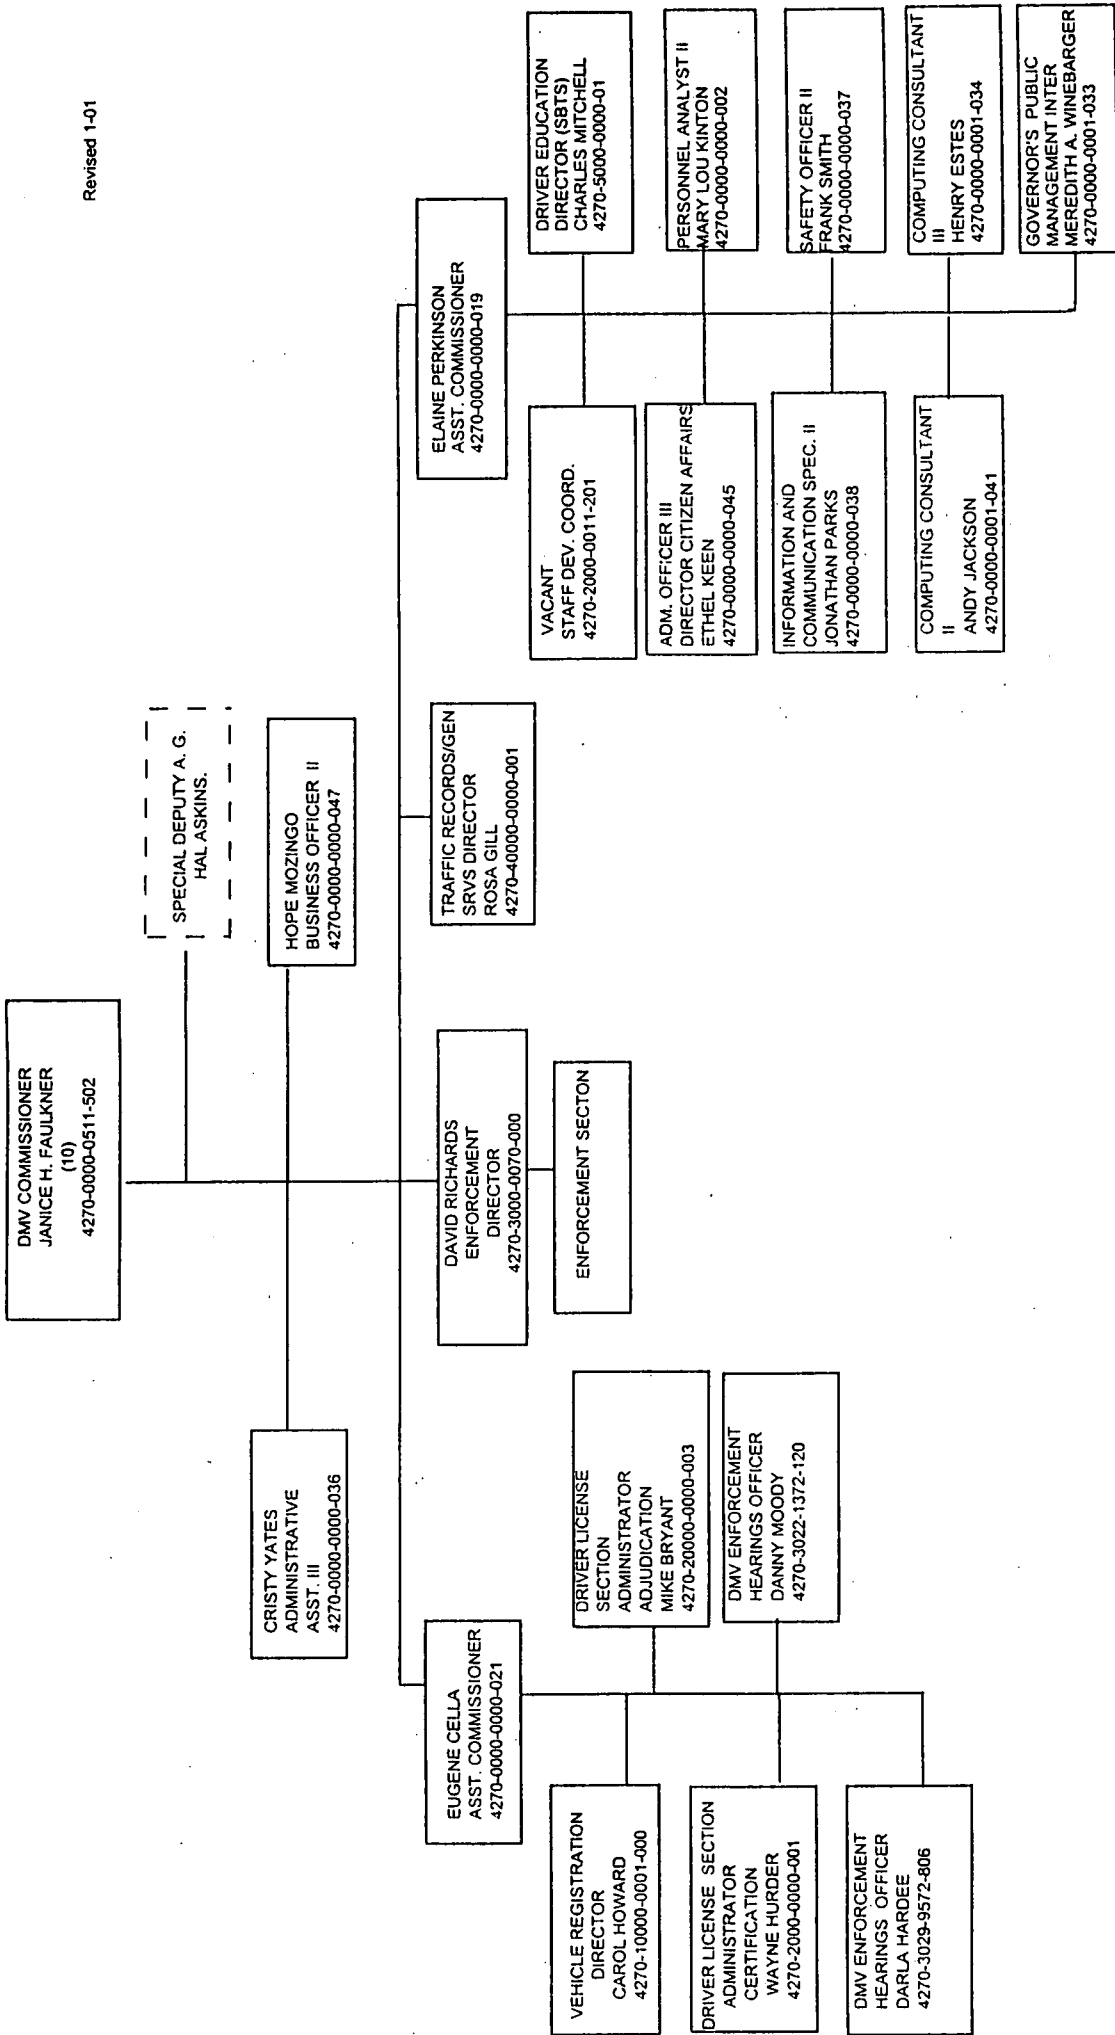 Revised 1-01
DMV COMMISSIONER
JANICE H. FAULKNER
(10)
4270-0000-0511-502
SPECIAL DEPUTY A. G.
HAL ASKINS.
CRISTY YATES
ADMINISTRATIVE
ASST. III
4270-0000-0000-036
HOPE MOZINGO
BUSINESS OFFICER II
4270-0000-0000-047
EUGENE CELLA
ASST. COMMISSIONER
4270-0000-0000-021
DAVID RICHARDS
ENFORCEMENT
DIRECTOR
4270-3000-0070-000
TRAFFIC RECORDS/GEN
SRVS DIRECTOR
ROSA GILL
4270-40000-0000-001
ELAINE PERKINSON
ASST. COMMISSIONER
4270-0000-0000-019
VEHICLE REGISTRATION
DIRECTOR
CAROL HOWARD
4270-10000-0001-000
DRIVER LICENSE
SECTION
ADMINISTRATOR
ADJUDICATION
MIKE BRYANT
4270-20000-0000-003
DRIVER LICENSE SECTION
ADMINISTRATOR
CERTIFICATION
WAYNE HURDER
4270-2000-0000-001
DMV ENFORCEMENT
HEARINGS OFFICER
DANNY MOODY
4270-3022-1372-120
DMV ENFORCEMENT
HEARINGS OFFICER
DARLA HARDEE
4270-3029-9572-806
ENFORCEMENT SECTON
VACANT
STAFF DEV. COORD.
4270-2000-0011-201
DRIVER EDUCATION
DIRECTOR (SBTS)
CHARLES MITCHELL
4270-5000-0000-01
ADM. OFFICER III
DIRECTOR CITIZEN AFFAIRS
ETHEL KEEN
4270-0000-0000-045
PERSONNEL ANALYST II
MARY LOU KINTON
4270-0000-0000-002
INFORMATION AND
COMMUNICATION SPEC. II
JONATHAN PARKS
4270-0000-0000-038
SAFETY OFFICER II
FRANK SMITH
4270-0000-0000-037
COMPUTING CONSULTANT
II
ANDY JACKSON
4270-0000-0001-041
COMPUTING CONSULTANT
III
HENRY ESTES
4270-0000-0001-034
GOVERNOR'S PUBLIC
MANAGEMENT INTER
MEREDITH A. WINEBARGER
4270-0000-0001-033